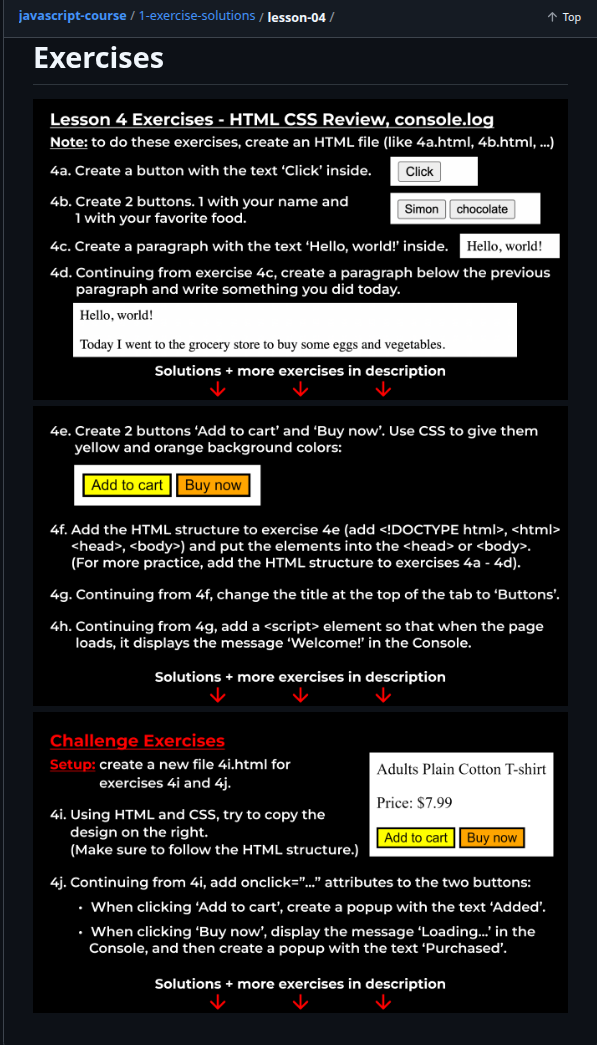 javascript-course / 1-exercise-solutions / lesson-04 /
↑ Top
Exercises
Lesson 4 Exercises - HTML CSS Review, console.log
Note: to do these exercises, create an HTML file (like 4a.html, 4b.html, ...)
4a. Create a button with the text ‘Click’ inside.
Click
4b. Create 2 buttons. 1 with your name and
1 with your favorite food.
Simon chocolate
4c. Create a paragraph with the text ‘Hello, world!’ inside.
Hello, world!
4d. Continuing from exercise 4c, create a paragraph below the previous
paragraph and write something you did today.
Hello, world!
Today I went to the grocery store to buy some eggs and vegetables.
Solutions + more exercises in description
4e. Create 2 buttons ‘Add to cart’ and ‘Buy now’. Use CSS to give them
yellow and orange background colors:
Add to cart Buy now
4f. Add the HTML structure to exercise 4e (add <!DOCTYPE html>, <html>
<head>, <body>) and put the elements into the <head> or <body>.
(For more practice, add the HTML structure to exercises 4a - 4d).
4g. Continuing from 4f, change the title at the top of the tab to ‘Buttons’.
4h. Continuing from 4g, add a <script> element so that when the page
loads, it displays the message ‘Welcome!’ in the Console.
Solutions + more exercises in description
Challenge Exercises
Setup: create a new file 4i.html for
exercises 4i and 4j.
4i. Using HTML and CSS, try to copy the
design on the right.
(Make sure to follow the HTML structure.)
Adults Plain Cotton T-shirt
Price: $7.99
Add to cart Buy now
4j. Continuing from 4i, add onclick=”...” attributes to the two buttons:
• When clicking ‘Add to cart’, create a popup with the text ‘Added’.
• When clicking ‘Buy now’, display the message ‘Loading...’ in the
Console, and then create a popup with the text ‘Purchased’.
Solutions + more exercises in description